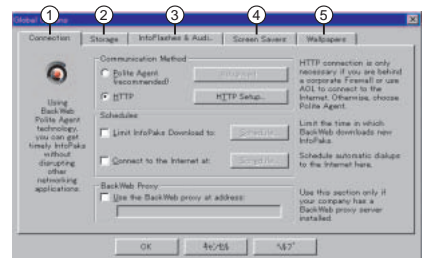 ① ② ③ ④ ⑤
Global Options
Connection Storage InfoFlashes & Audi.. Screen Savers Wallpapers
Communication Method
Polite Agent
(recommended)
HTTP
HTTP Setup...
HTTP connection is only
necessary if you are behind
a corporate Firewall or use
AOL to connect to the
Internet. Otherwise, choose
Polite Agent.
Using
BackWeb
Polite Agent
technology,
you can get
timely InfoPaks
without
disrupting
other
networking
applications.
Schedules
Limit InfoPaks Download to:
Schedule...
Connect to the Internet at:
Schedule...
Limit the time in which
BackWeb downloads new
InfoPaks.
Schedule automatic dialups
to the Internet here.
BackWeb Proxy
Use the BackWeb proxy at address:
Use this section only if
your company has a
BackWeb proxy server
installed.
OK ｷｬﾝｾﾙ ﾍﾙﾌﾟ